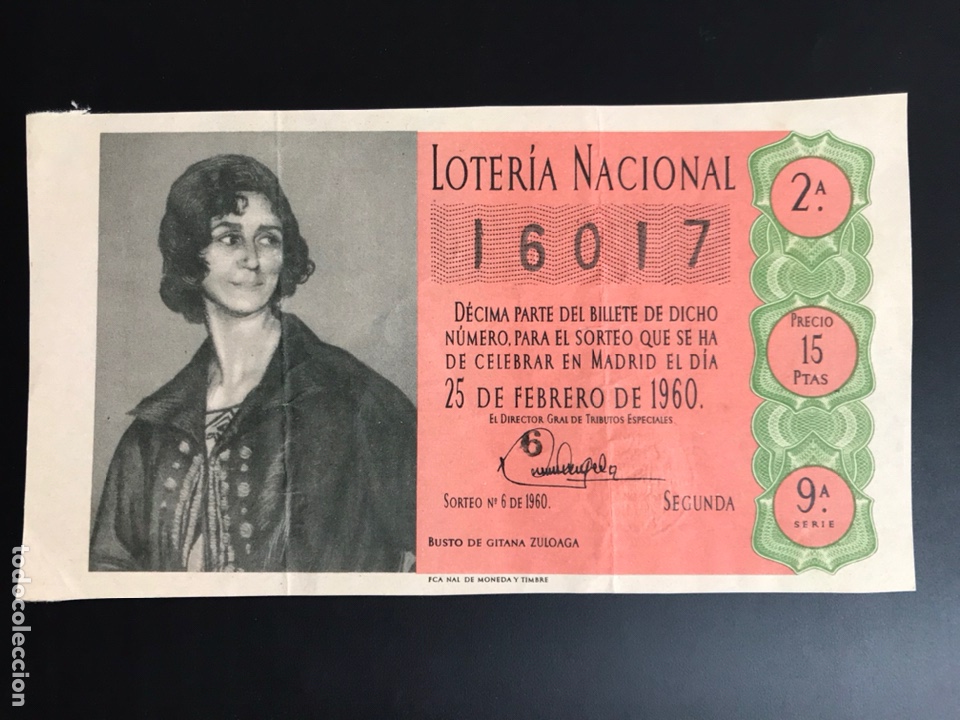 LOTERÍA NACIONAL
16017
DÉCIMA PARTE DEL BILLETE DE DICHO
NÚMERO, PARA EL SORTEO QUE SE HA
DE CELEBRAR EN MADRID EL DÍA
25 DE FEBRERO DE 1960.
EL DIRECTOR GRAL DE TRIBUTOS ESPECIALES
6
SORTEO Nº 6 DE 1960.
SEGUNDA
BUSTO DE GITANA ZULOAGA
FCA NAL DE MONEDA Y TIMBRE
2.ª
PRECIO
15
PTAS
9.ª
SERIE
todocoleccion